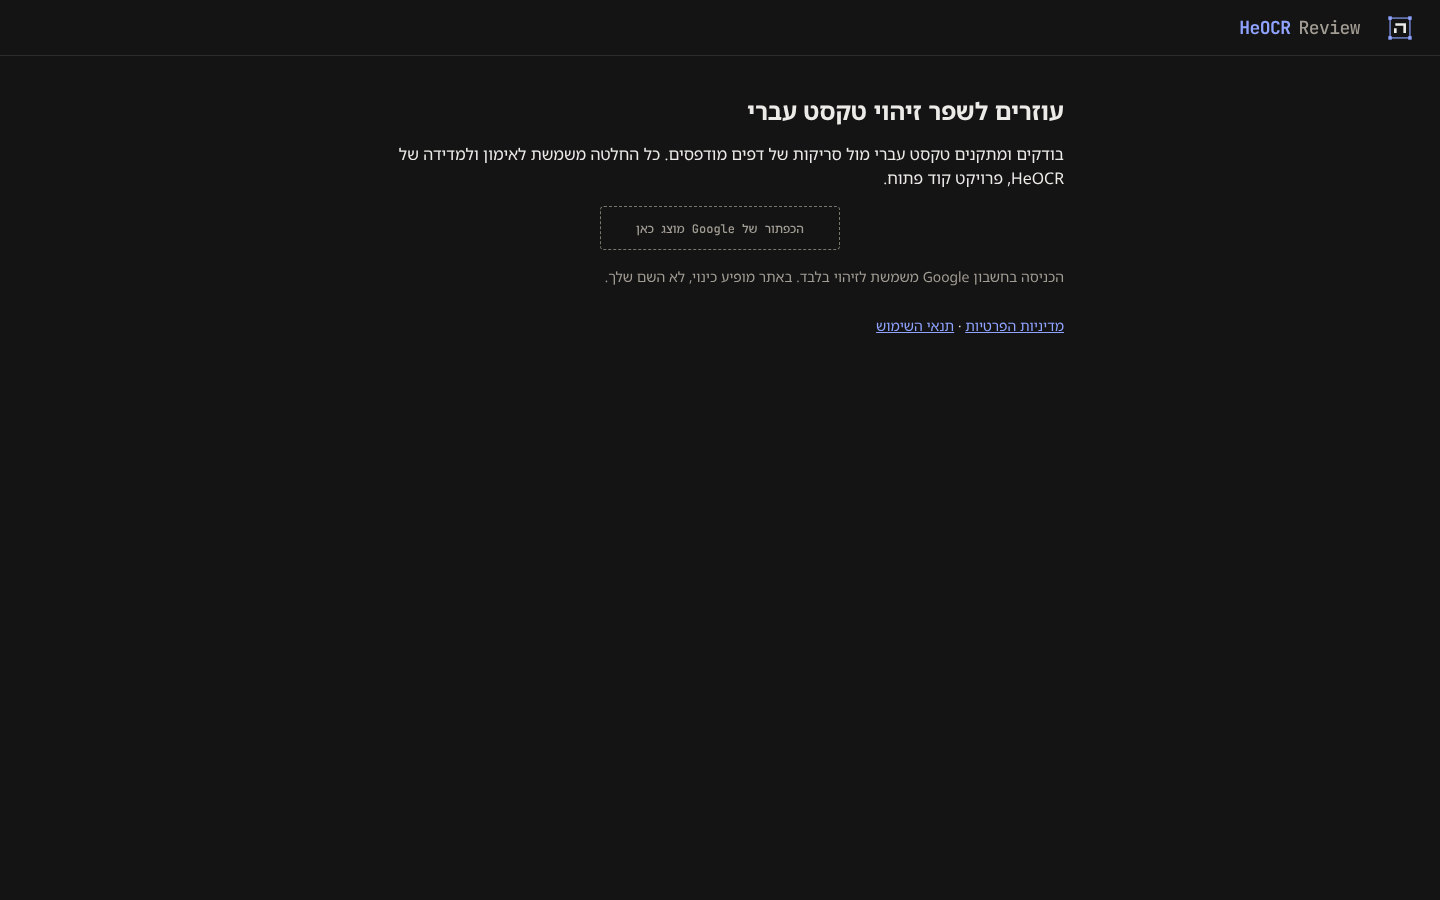 ה
HeOCR Review
עוזרים לשפר זיהוי טקסט עברי
בודקים ומתקנים טקסט עברי מול סריקות של דפים מודפסים. כל החלטה משמשת לאימון ולמדידה של
HeOCR, פרויקט קוד פתוח.
הכפתור של Google מוצג כאן
הכניסה בחשבון Google משמשת לזיהוי בלבד. באתר מופיע כינוי, לא השם שלך.
מדיניות הפרטיות · תנאי השימוש